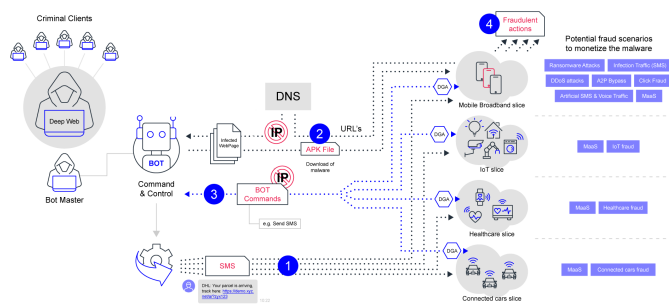 Criminal Clients
Deep Web
Bot Master
BOT
Command
& Control
Infected
WebPage
DNS
IP
2
URL's
APK File
Download of
malware
3
BOT
Commands
IP
e.g. Send SMS
SMS
1
DHL: Your parcel is arriving,
track here:
DGA
DGA
DGA
DGA
4
Fraudulent
actions
Mobile Broadband slice
IoT slice
Healthcare slice
Connected cars slice
Potential fraud scenarios
to monetize the malware
Ransomware Attacks
Infection Traffic (SMS),
DDoS attacks
A2P Bypass
Click Fraud
Artificial SMS & Voice Traffic
MaaS
MaaS
IoT fraud
MaaS
Healthcare fraud
MaaS
Connected cars fraud